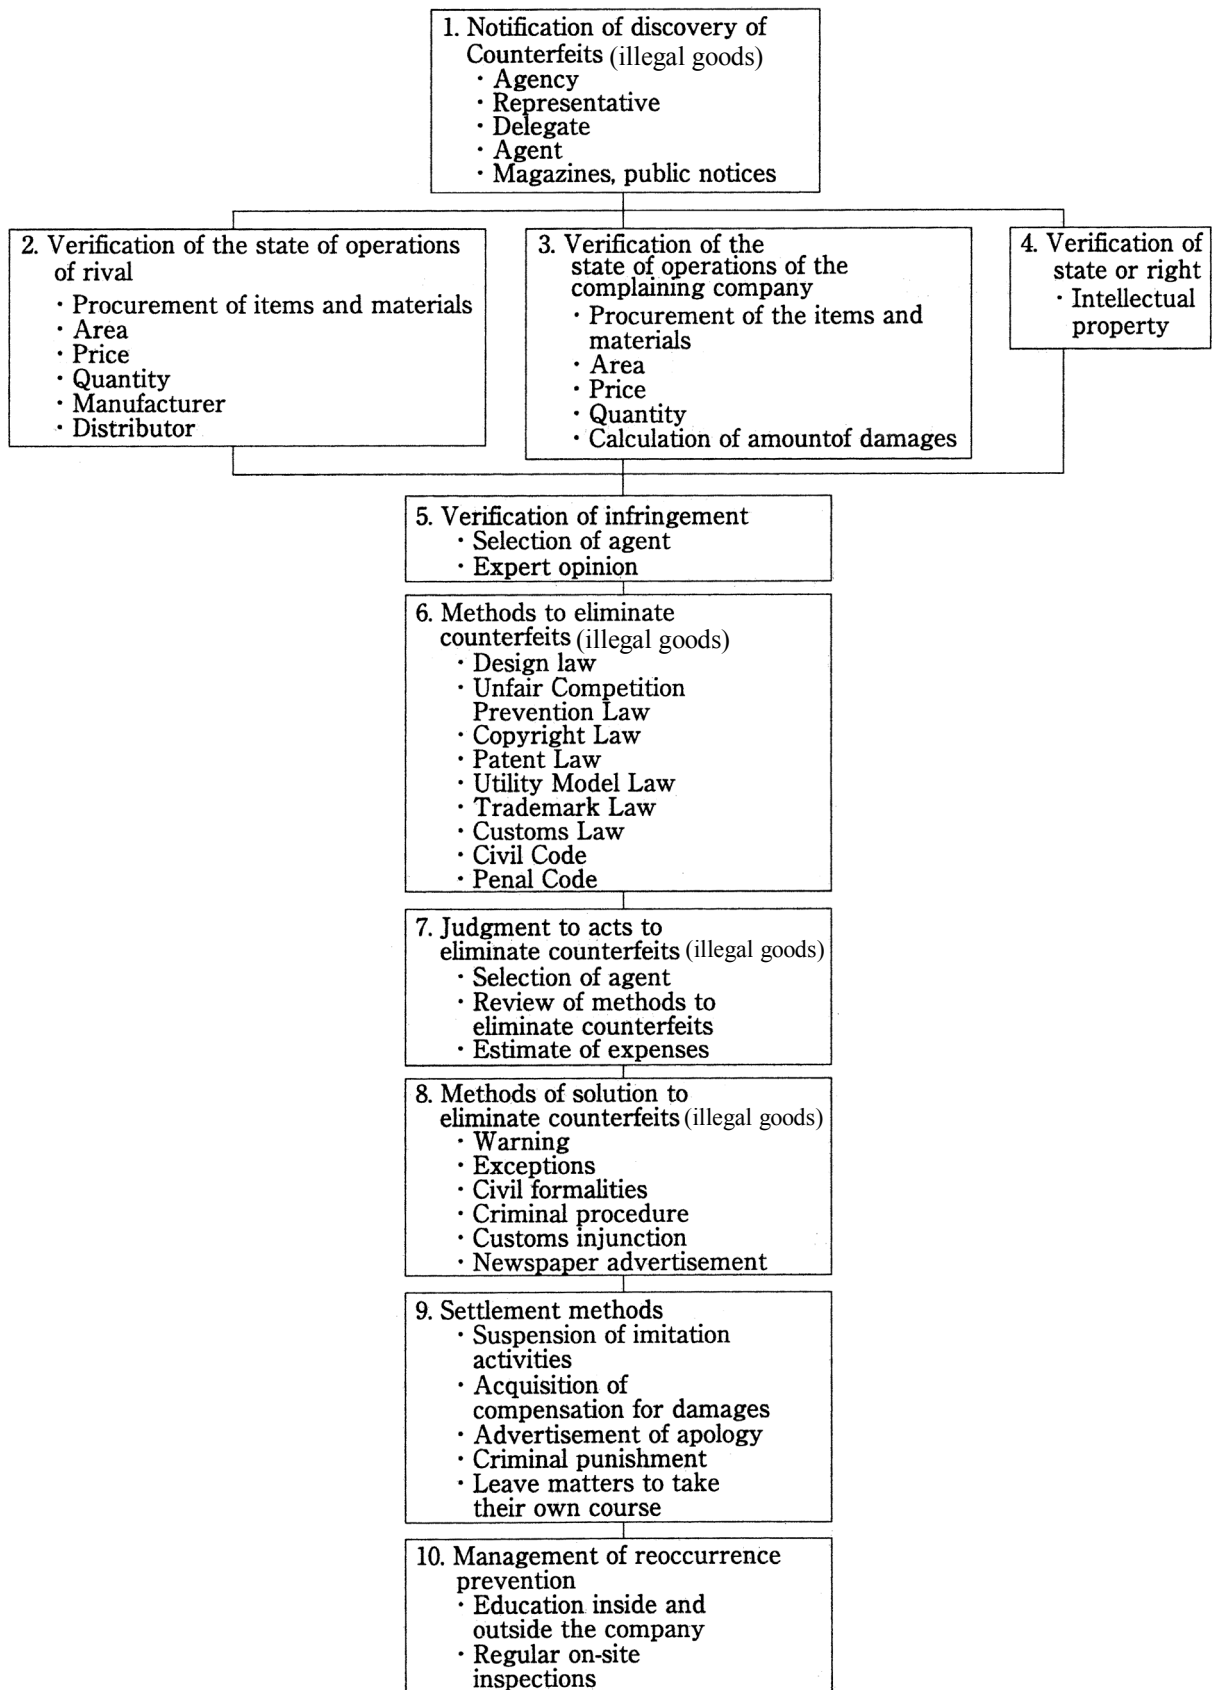 1. Notification of discovery of
Counterfeits (illegal goods)
・Agency
・Representative
・Delegate
・Agent
・Magazines, public notices
2. Verification of the state of operations
of rival
・Procurement of items and materials
・Area
・Price
・Quantity
・Manufacturer
・Distributor
3. Verification of the
state of operations of the
complaining company
・Procurement of the items and
materials
・Area
・Price
・Quantity
・Calculation of amountof damages
4. Verification of
state or right
・Intellectual
property
5. Verification of infringement
・Selection of agent
・Expert opinion
6. Methods to eliminate
counterfeits (illegal goods)
・Design law
・Unfair Competition
Prevention Law
・Copyright Law
・Patent Law
・Utility Model Law
・Trademark Law
・Customs Law
・Civil Code
・Penal Code
7. Judgment to acts to
eliminate counterfeits (illegal goods)
・Selection of agent
・Review of methods to
eliminate counterfeits
・Estimate of expenses
8. Methods of solution to
eliminate counterfeits (illegal goods)
・Warning
・Exceptions
・Civil formalities
・Criminal procedure
・Customs injunction
・Newspaper advertisement
9. Settlement methods
・Suspension of imitation
activities
・Acquisition of
compensation for damages
・Advertisement of apology
・Criminal punishment
・Leave matters to take
their own course
10. Management of reoccurrence
prevention
・Education inside and
outside the company
・Regular on-site
inspections